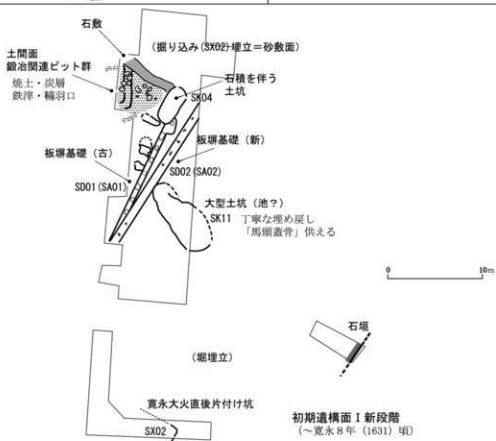 石敷
(掘り込み(SX02)埋立＝砂敷面)
土間面
鍛冶関連ピット群
焼土・炭層
鉄滓・鞴羽口
石積を伴う
土坑
SK04
板塀基礎（新）
板塀基礎（古）
SD02(SA02)
SD01(SA01)
大型土坑（池？）
SK11 丁寧な埋め戻し
「馬頭蓋骨」供える
0 10m
石垣
（堀埋立）
寛永大火直後片付け坑
SX02
初期遺構面Ⅰ新段階
（～寛永８年（1631）頃）